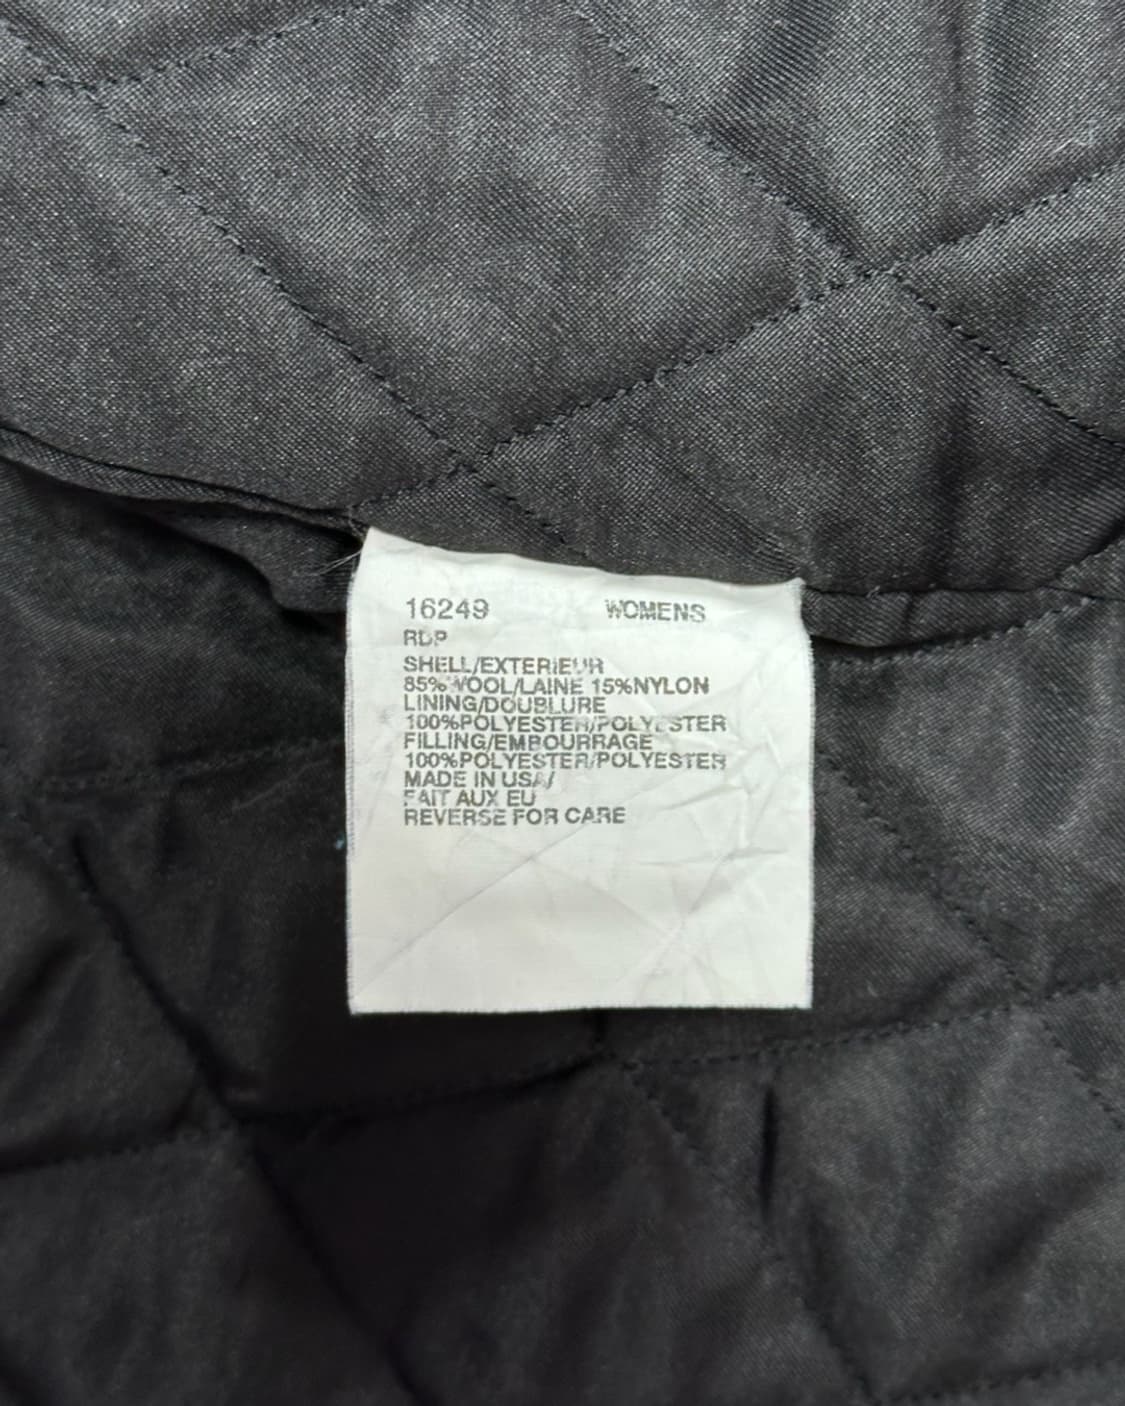 16249 WOMENS
RDP
SHELL/EXTERIEUR
85%WOOL/LAINE 15%NYLON
LINING/DOUBLURE
100%POLYESTER/POLYESTER
FILLING/EMBOURRAGE
100%POLYESTER/POLYESTER
MADE IN USA/
FAIT AUX EU
REVERSE FOR CARE